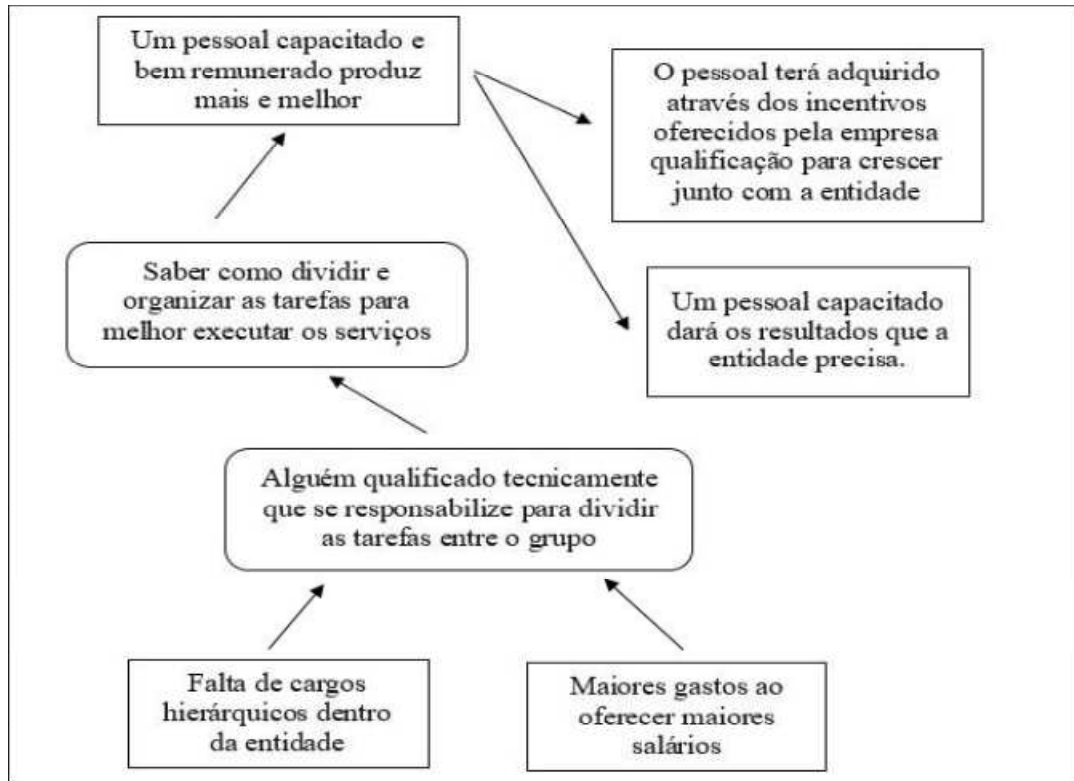 Um pessoal capacitado e
bem remunerado produz
mais e melhor
O pessoal terá adquirido
através dos incentivos
oferecidos pela empresa
qualificação para crescer
junto com a entidade
Saber como dividir e
organizar as tarefas para
melhor executar os serviços
Um pessoal capacitado
dará os resultados que a
entidade precisa.
Alguém qualificado tecnicamente
que se responsabilize para dividir
as tarefas entre o grupo
Falta de cargos
hierárquicos dentro
da entidade
Maiores gastos ao
oferecer maiores
salários